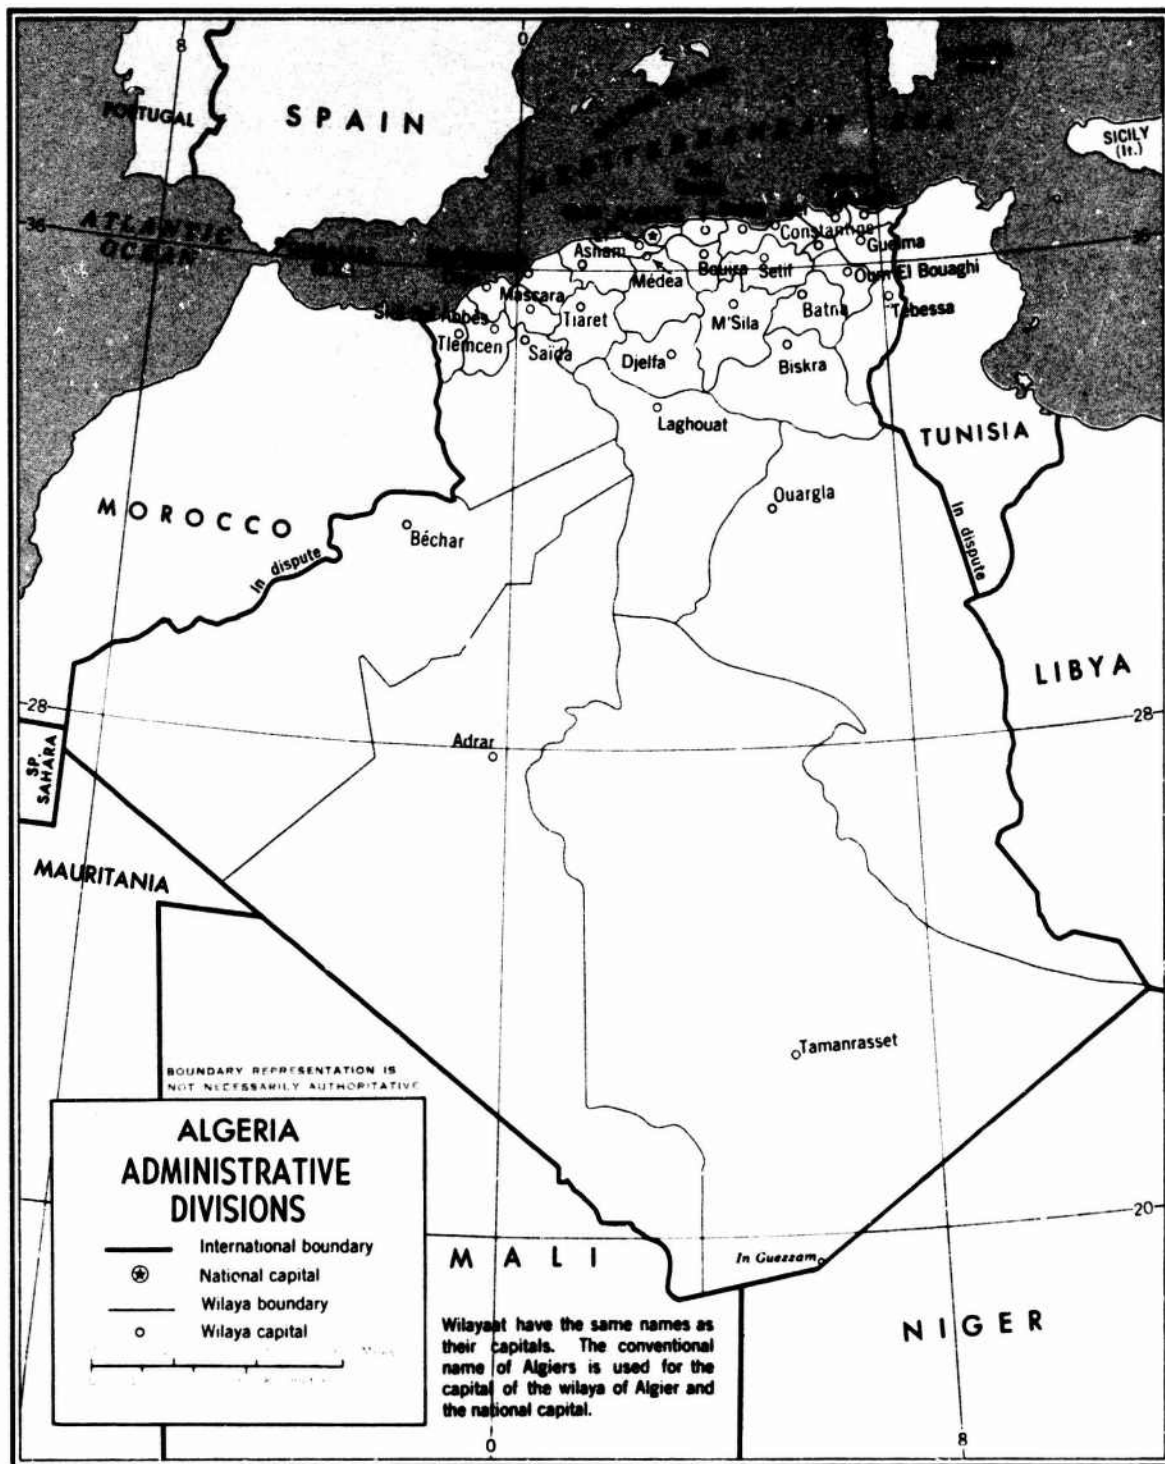 8
0
PORTUGAL
SPAIN
SICILY
(It.)
36
ATLANTIC
OCEAN
Constantine
Guelma
Asnam
Médea
Bouira
Setif
Oum El Bouaghi
Mascara
Tiaret
M'Sila
Batna
Tebessa
Tlemcen
Saïda
Djelfa
Biskra
Laghouat
TUNISIA
MOROCCO
Ouargla
Béchar
In dispute
In dispute
LIBYA
28
28
Adrar
SP.
SAHARA
MAURITANIA
Tamanrasset
BOUNDARY REPRESENTATION IS
NOT NECESSARILY AUTHORITATIVE
ALGERIA
ADMINISTRATIVE
DIVISIONS
International boundary
National capital
Wilaya boundary
Wilaya capital
20
MALI
In Guezzam
NIGER
Wilayaat have the same names as
their capitals. The conventional
name of Algiers is used for the
capital of the wilaya of Algier and
the national capital.
0
8